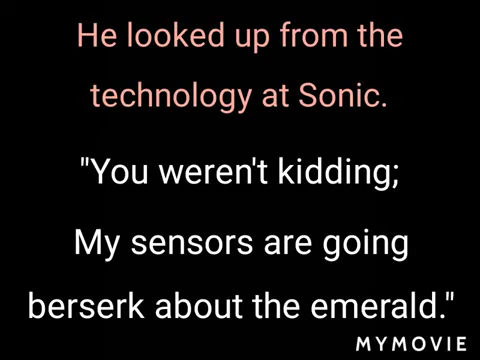 He looked up from the
technology at Sonic.
"You weren't kidding;
My sensors are going
berserk about the emerald."
MYMOVIE